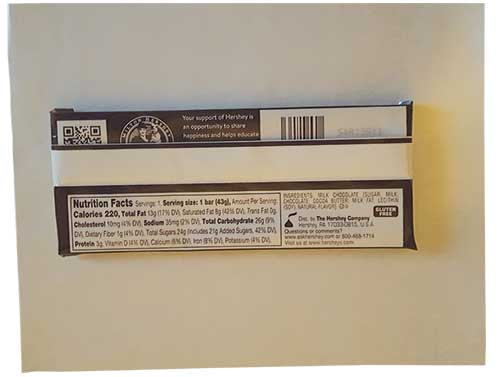 MILTON HERSHEY
Your support of Hershey is
an opportunity to share
happiness and helps educate
Nutrition Facts Servings: 1, Serving size: 1 bar (43g), Amount Per Serving:
Calories 220, Total Fat 13g (17% DV), Saturated Fat 8g (42% DV), Trans Fat 0g,
Cholesterol 10mg (4% DV), Sodium 35mg (2% DV), Total Carbohydrate 26g (9%
DV), Dietary Fiber 1g (4% DV), Total Sugars 24g (Includes 21g Added Sugars, 42% DV),
Protein 3g, Vitamin D (4% DV), Calcium (6% DV), Iron (8% DV), Potassium (4% DV).
INGREDIENTS: MILK CHOCOLATE (SUGAR, MILK,
CHOCOLATE, COCOA BUTTER, MILK FAT, LECITHIN
(SOY), NATURAL FLAVOR).
GLUTEN
FREE
Dist. by The Hershey Company
Hershey, PA 17033-0815, U.S.A.
Questions or comments?
www.askhershey.com or 800-468-1714
Visit us at www.hersheys.com